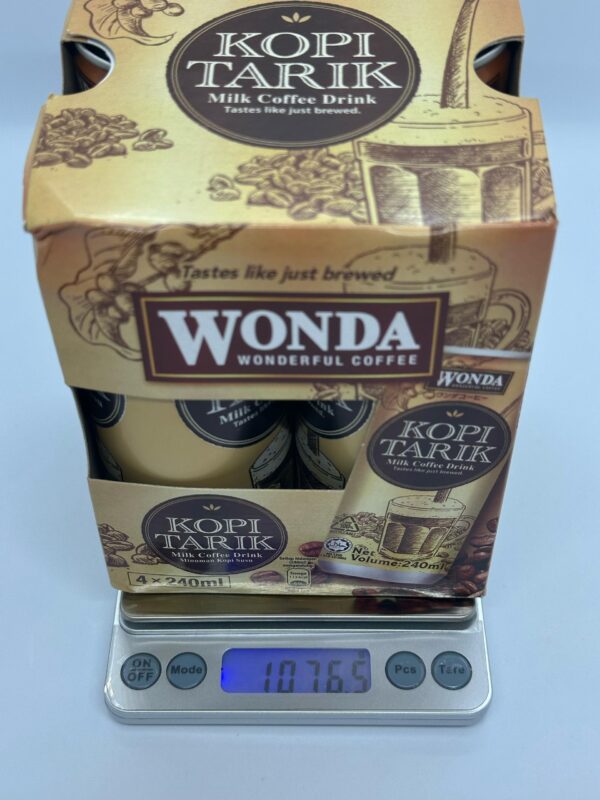 KOPI
TARIK
Milk Coffee Drink
Tastes like just brewed.
Tastes like just brewed
WONDA
WONDERFUL COFFEE
WONDA
KOPI
TARIK
Milk Coffee Drink
Tastes like just brewed.
Milk
Tastes
KOPI
TARIK
Milk Coffee Drink
Minuman Kopi Susu
4 × 240ml
Net
Volume:240ml
ON
OFF
Mode
1076.5
g
Pcs
Tare